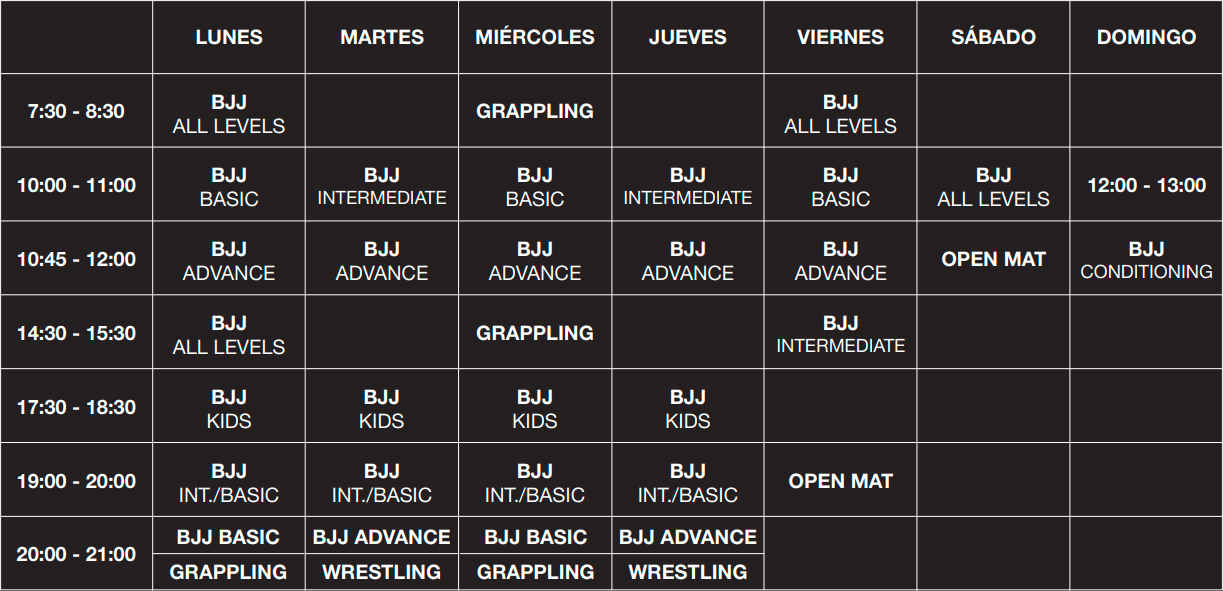 LUNES MARTES MIÉRCOLES JUEVES VIERNES SÁBADO DOMINGO
7:30 - 8:30 BJJ GRAPPLING BJJ
ALL LEVELS ALL LEVELS
10:00 - 11:00 BJJ BJJ BJJ BJJ BJJ BJJ 12:00 - 13:00
BASIC INTERMEDIATE BASIC INTERMEDIATE BASIC ALL LEVELS
10:45 - 12:00 BJJ BJJ BJJ BJJ BJJ OPEN MAT BJJ
ADVANCE ADVANCE ADVANCE ADVANCE ADVANCE CONDITIONING
14:30 - 15:30 BJJ GRAPPLING BJJ
ALL LEVELS INTERMEDIATE
17:30 - 18:30 BJJ BJJ BJJ BJJ
KIDS KIDS KIDS KIDS
19:00 - 20:00 BJJ BJJ BJJ BJJ OPEN MAT
INT./BASIC INT./BASIC INT./BASIC INT./BASIC
20:00 - 21:00 BJJ BASIC BJJ ADVANCE BJJ BASIC BJJ ADVANCE
GRAPPLING WRESTLING GRAPPLING WRESTLING